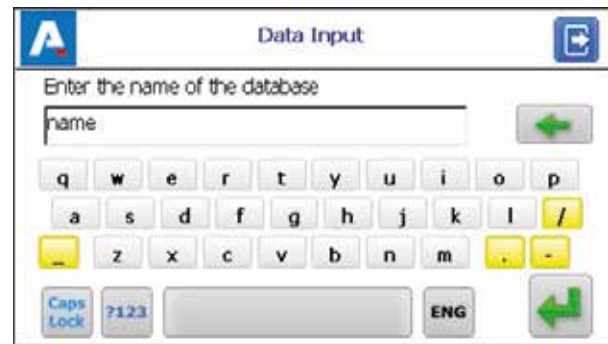 A
Data Input
Enter the name of the database
name
q w e r t y u i o p
a s d f g h j k l /
_ z x c v b n m . -
Caps Lock ?123 ENG